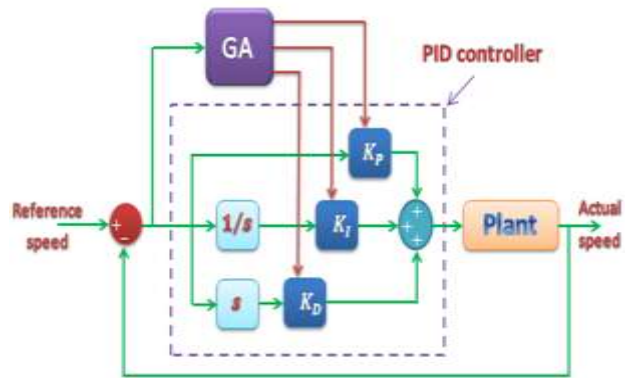 GA
PID controller
K_P
Reference
speed
+
−
1/s
K_I
+
+
+
Plant
Actual
speed
s
K_D